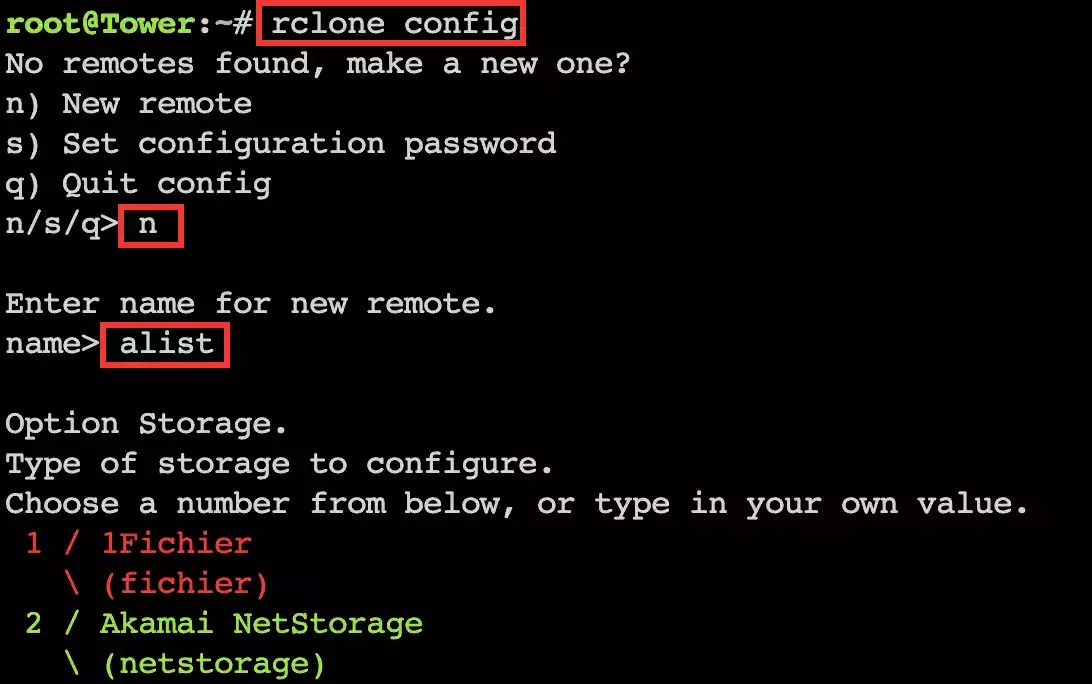 root@Tower:~# rclone config
No remotes found, make a new one?
n) New remote
s) Set configuration password
q) Quit config
n/s/q> n
Enter name for new remote.
name> alist
Option Storage.
Type of storage to configure.
Choose a number from below, or type in your own value.
1 / 1Fichier
\ (fichier)
2 / Akamai NetStorage
\ (netstorage)